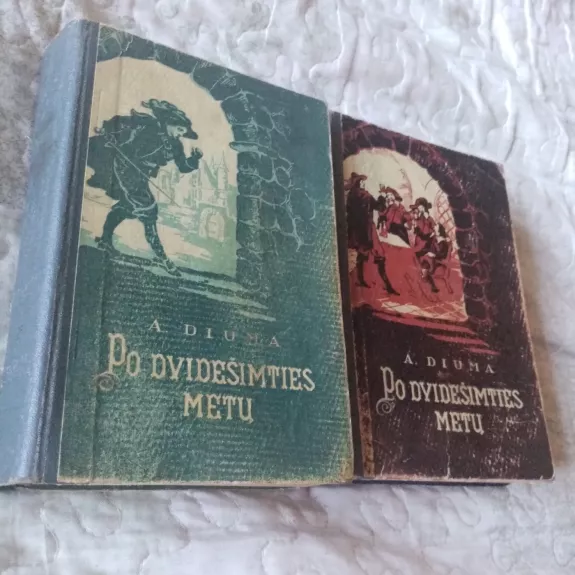 A DIUMA
PO DVIDEŠIMTIES
METŲ
A. DIUMA
PO DVIDEŠIMTIES
METŲ